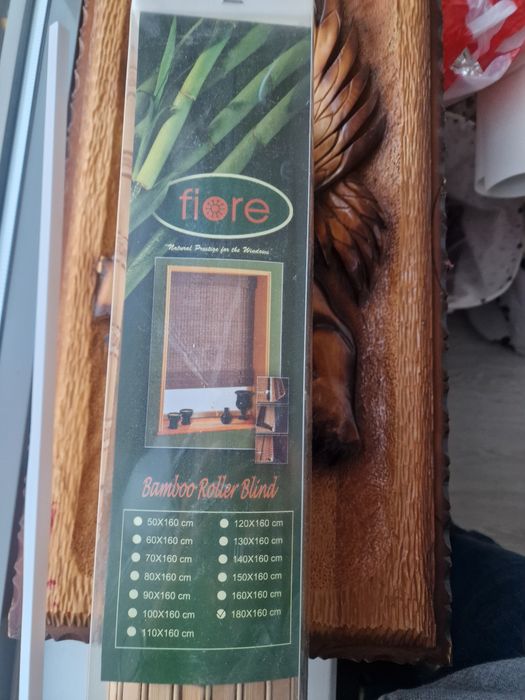 fiore
"Natural Prestige for the Windows"
Bamboo Roller Blind
50X160 cm
60X160 cm
70X160 cm
80X160 cm
90X160 cm
100X160 cm
110X160 cm
120X160 cm
130X160 cm
140X160 cm
150X160 cm
160X160 cm
180X160 cm